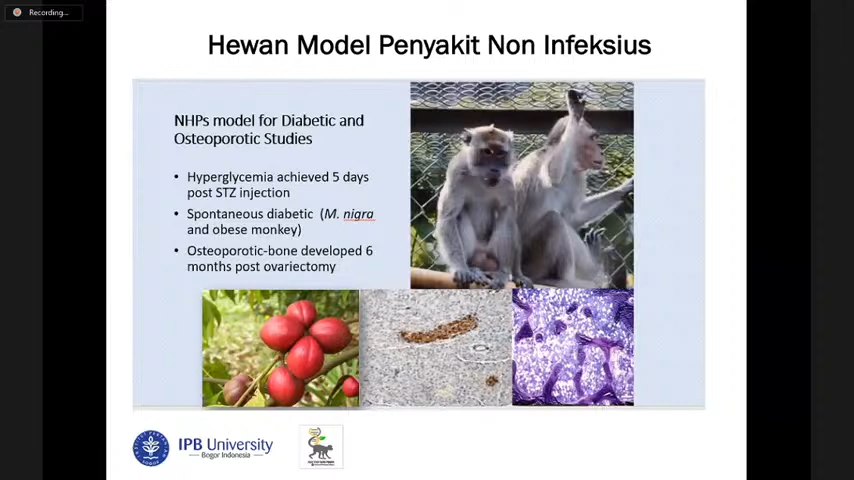 Recording...
Hewan Model Penyakit Non Infeksius
NHPs model for Diabetic and
Osteoporotic Studies
• Hyperglycemia achieved 5 days
post STZ injection
• Spontaneous diabetic (M. nigra
and obese monkey)
• Osteoporotic-bone developed 6
months post ovariectomy
IPB University
Bogor Indonesia